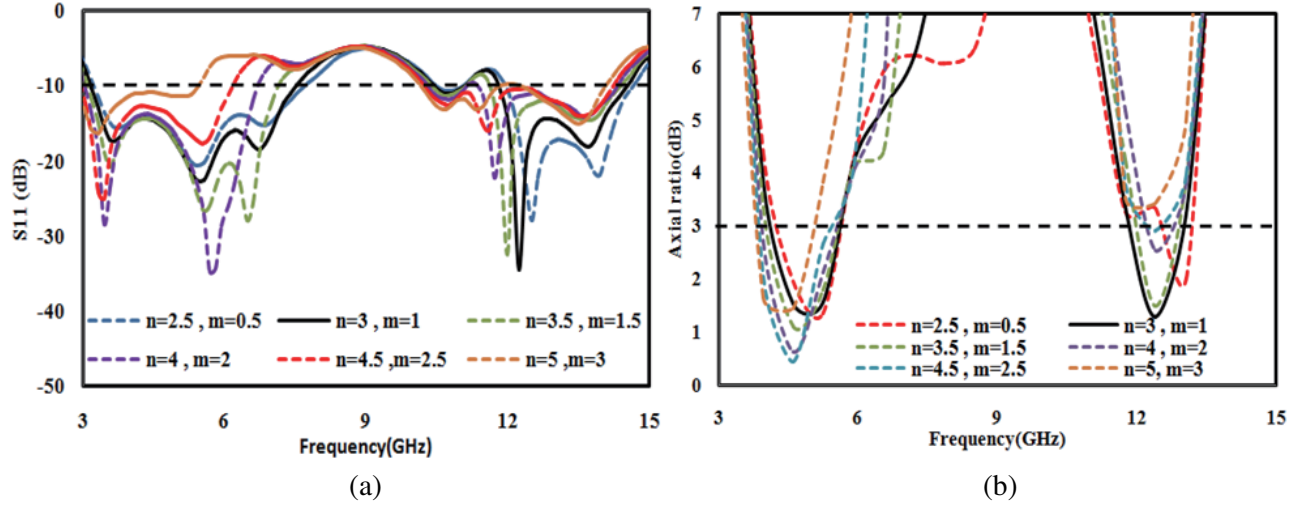 0
-10
-20
-30
-40
-50
S11 (dB)
n=2.5 , m=0.5
n=3 , m=1
n=3.5 , m=1.5
n=4 , m=2
n=4.5 ,m=2.5
n=5 ,m=3
3 6 9 12 15
Frequency(GHz)
(a)
7
6
5
4
3
2
1
0
Axial ratio(dB)
n=2.5 , m=0.5
n=3 , m=1
n=3.5 , m=1.5
n=4 , m=2
n=4.5 , m=2.5
n=5, m=3
3 6 9 12 15
Frequency(GHz)
(b)